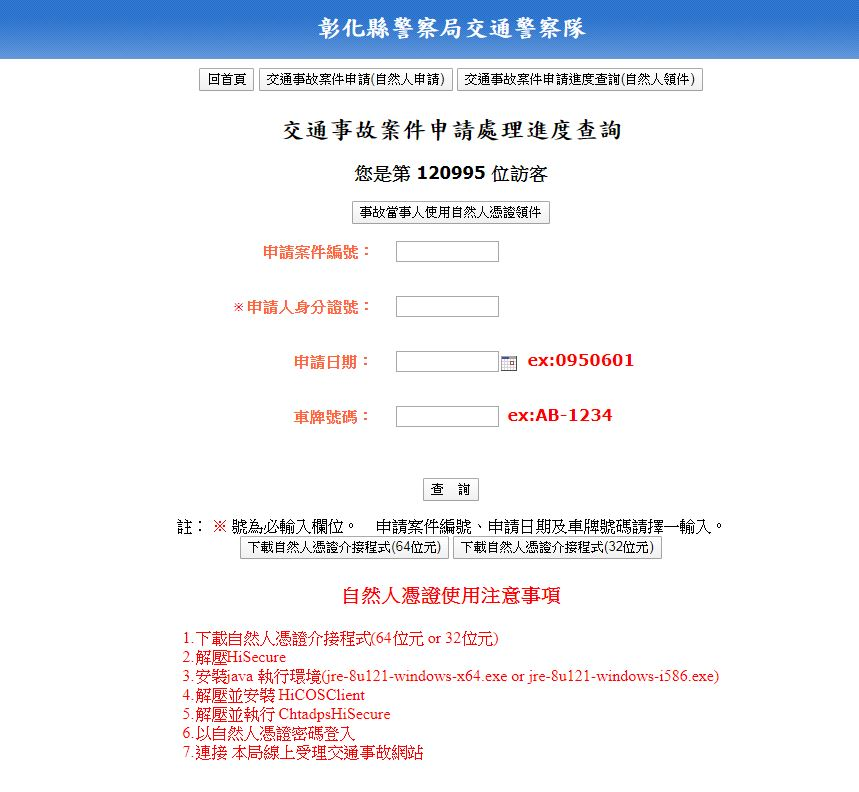 彰化縣警察局交通警察隊
回首頁 交通事故案件申請(自然人申請) 交通事故案件申請進度查詢(自然人領件)
交通事故案件申請處理進度查詢
您是第 120995 位訪客
事故當事人使用自然人憑證領件
申請案件編號：
※申請人身分證號：
申請日期： ex:0950601
車牌號碼： ex:AB-1234
查 詢
註： ※ 號為必輸入欄位。 申請案件編號、申請日期及車牌號碼請擇一輸入。
下載自然人憑證介接程式(64位元) 下載自然人憑證介接程式(32位元)
自然人憑證使用注意事項
1.下載自然人憑證介接程式(64位元 or 32位元)
2.解壓HiSecure
3.安裝java 執行環境(jre-8u121-windows-x64.exe or jre-8u121-windows-i586.exe)
4.解壓並安裝 HiCOSClient
5.解壓並執行 ChtadpsHiSecure
6.以自然人憑證密碼登入
7.連接 本局線上受理交通事故網站